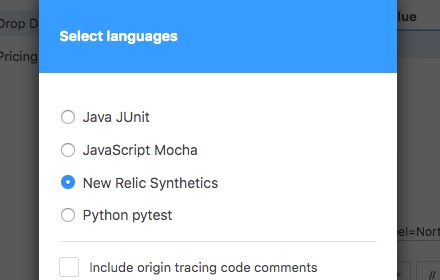 Drop D
lue
Select languages
Pricing
Java JUnit
JavaScript Mocha
New Relic Synthetics
Python pytest
el=Nort
Include origin tracing code comments
er
//